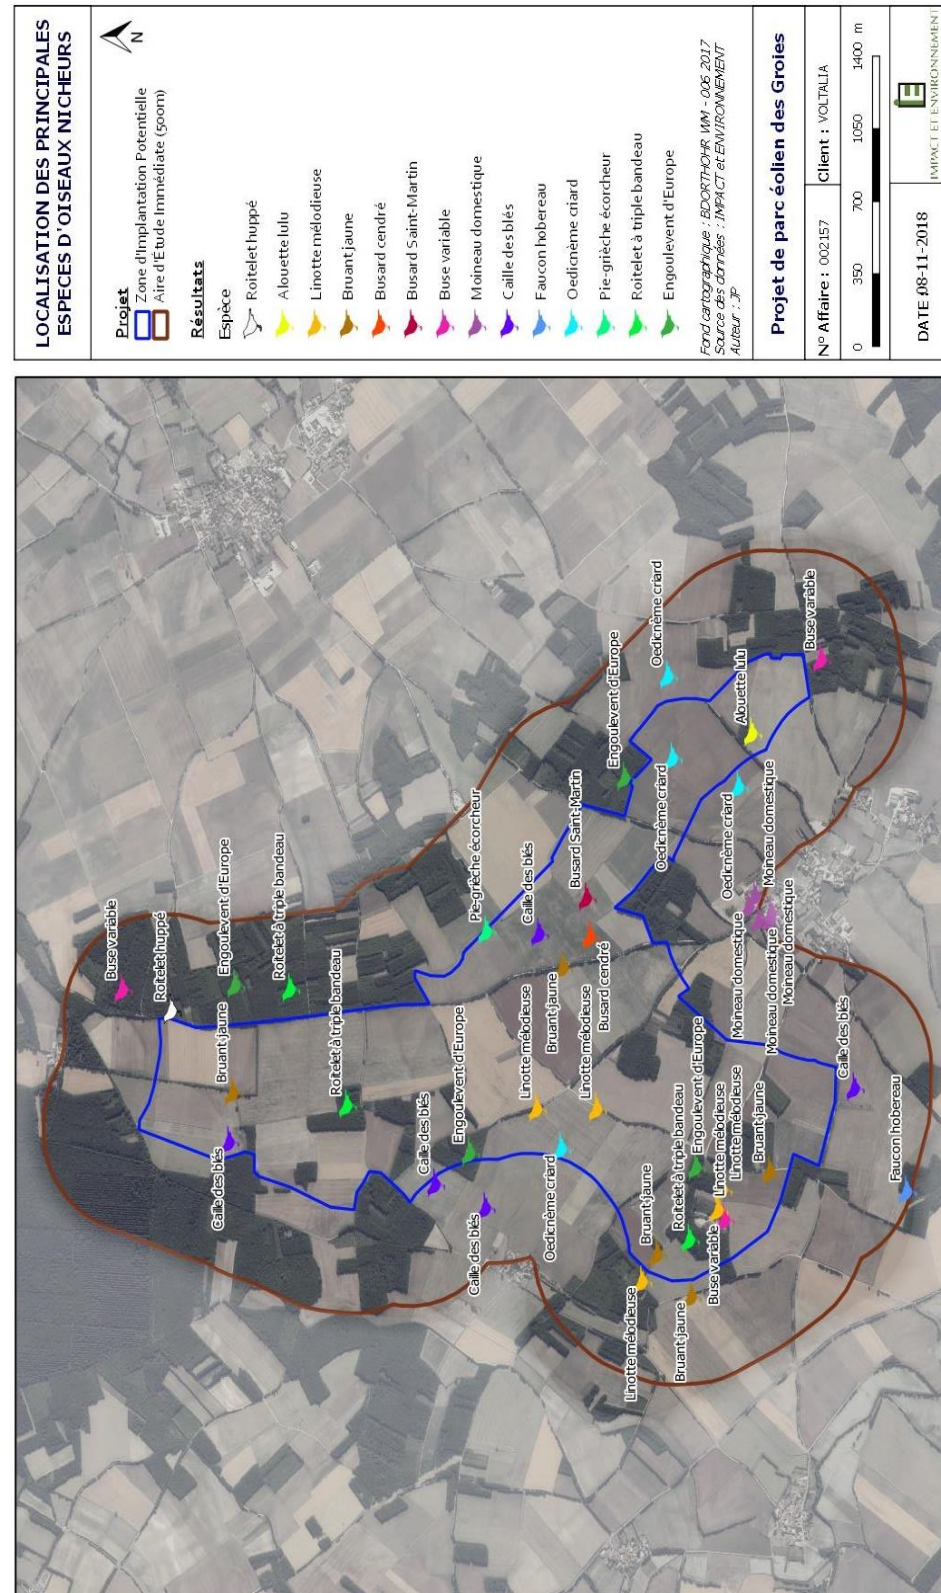 LOCALISATION DES PRINCIPALES
ESPECES D'OISEAUX NICHEURS
N
Projet
Zone d'Implantation Potentielle
Aire d'Etude Immédiate (500m)
Résultats
Espèce
Roitelet huppé
Alouette lulu
Linotte mélodieuse
Bruant jaune
Busard cendré
Busard Saint-Martin
Buse variable
Moineau domestique
Caille des blés
Faucon hobereau
Oedicnème criard
Pie-grièche écorcheur
Roitelet à triple bandeau
Engoulevent d'Europe
Fond cartographique : BDORTHOHR WM - 006 2017
Source des données : IMPACT et ENVIRONNEMENT
Auteur : JP
Projet de parc éolien des Groies
N° Affaire : 002157
Client : VOLTALIA
0 350 700 1050 1400 m
DATE 08-11-2018
IMPACT ET ENVIRONNEMENT
Buse variable
Roitelet huppé
Engoulevent d'Europe
Roitelet à triple bandeau
Bruant jaune
Roitelet à triple bandeau
Caille des blés
Caille des blés
Engoulevent d'Europe
Caille des blés
Pie-grièche écorcheur
Caille des blés
Busard Saint-Martin
Bruant jaune
Busard cendré
Linotte mélodieuse
Linotte mélodieuse
Oedicnème criard
Engoulevent d'Europe
Oedicnème criard
Oedicnème criard
Alouette lulu
Oedicnème criard
Buse variable
Moineau domestique
Moineau domestique
Moineau domestique
Moineau domestique
Bruant jaune
Linotte mélodieuse
Bruant jaune
Roitelet à triple bandeau
Engoulevent d'Europe
Buse variable
Linotte mélodieuse
Linotte mélodieuse
Bruant jaune
Caille des blés
Faucon hobereau